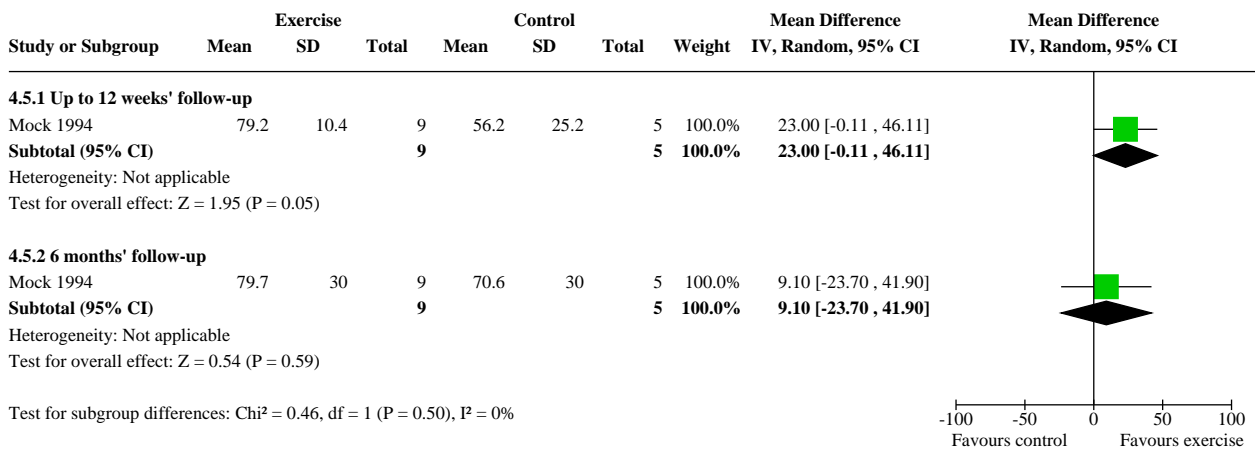 Exercise Control Mean Difference Mean Difference
Study or Subgroup Mean SD Total Mean SD Total Weight IV, Random, 95% CI IV, Random, 95% CI
4.5.1 Up to 12 weeks' follow-up
Mock 1994 79.2 10.4 9 56.2 25.2 5 100.0% 23.00 [-0.11 , 46.11]
Subtotal (95% CI) 9 5 100.0% 23.00 [-0.11 , 46.11]
Heterogeneity: Not applicable
Test for overall effect: Z = 1.95 (P = 0.05)
4.5.2 6 months' follow-up
Mock 1994 79.7 30 9 70.6 30 5 100.0% 9.10 [-23.70 , 41.90]
Subtotal (95% CI) 9 5 100.0% 9.10 [-23.70 , 41.90]
Heterogeneity: Not applicable
Test for overall effect: Z = 0.54 (P = 0.59)
Test for subgroup differences: Chi² = 0.46, df = 1 (P = 0.50), I² = 0%
-100 -50 0 50 100
Favours control Favours exercise